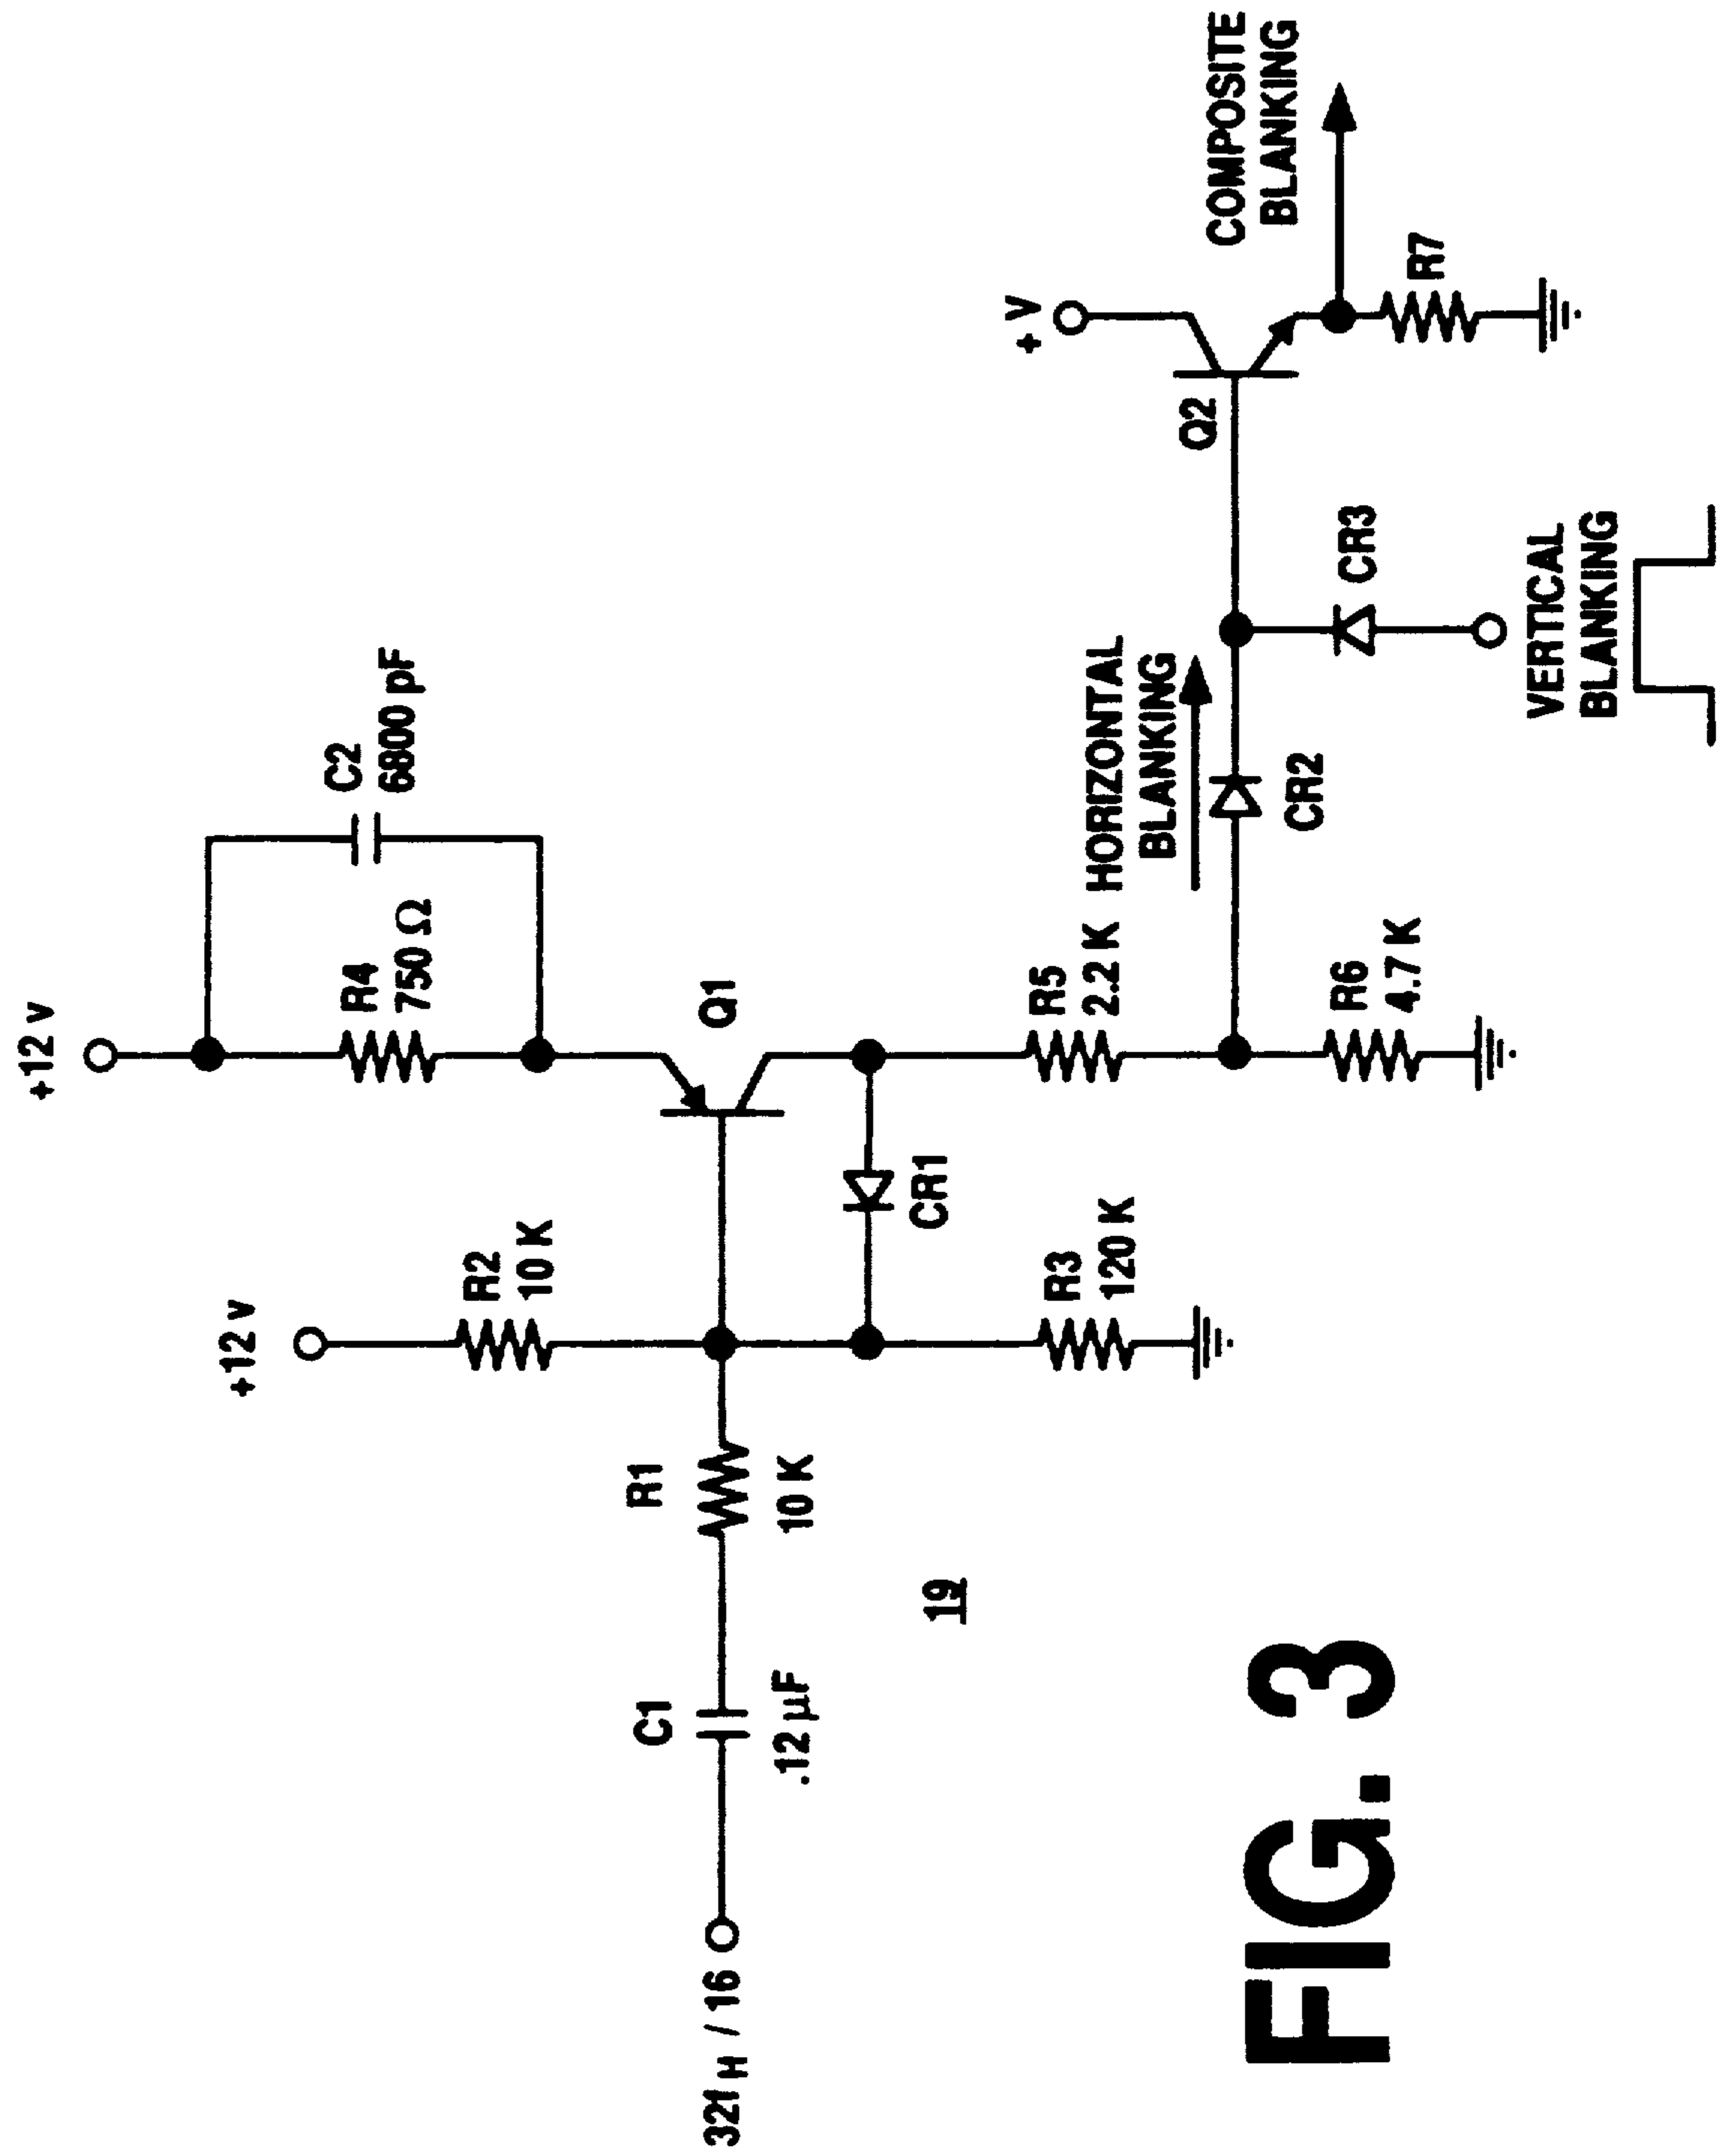 +12 V
R4
750 Ω
C2
6800 pF
+12 V
R2
10 K
Q1
R1
10 K
C1
.12 µF
32fH / 16
CR1
R3
120 K
R5
2.2 K
HORIZONTAL
BLANKING
CR2
R6
4.7 K
+ V
Q2
COMPOSITE
BLANKING
R7
CR3
VERTICAL
BLANKING
19
FIG. 3